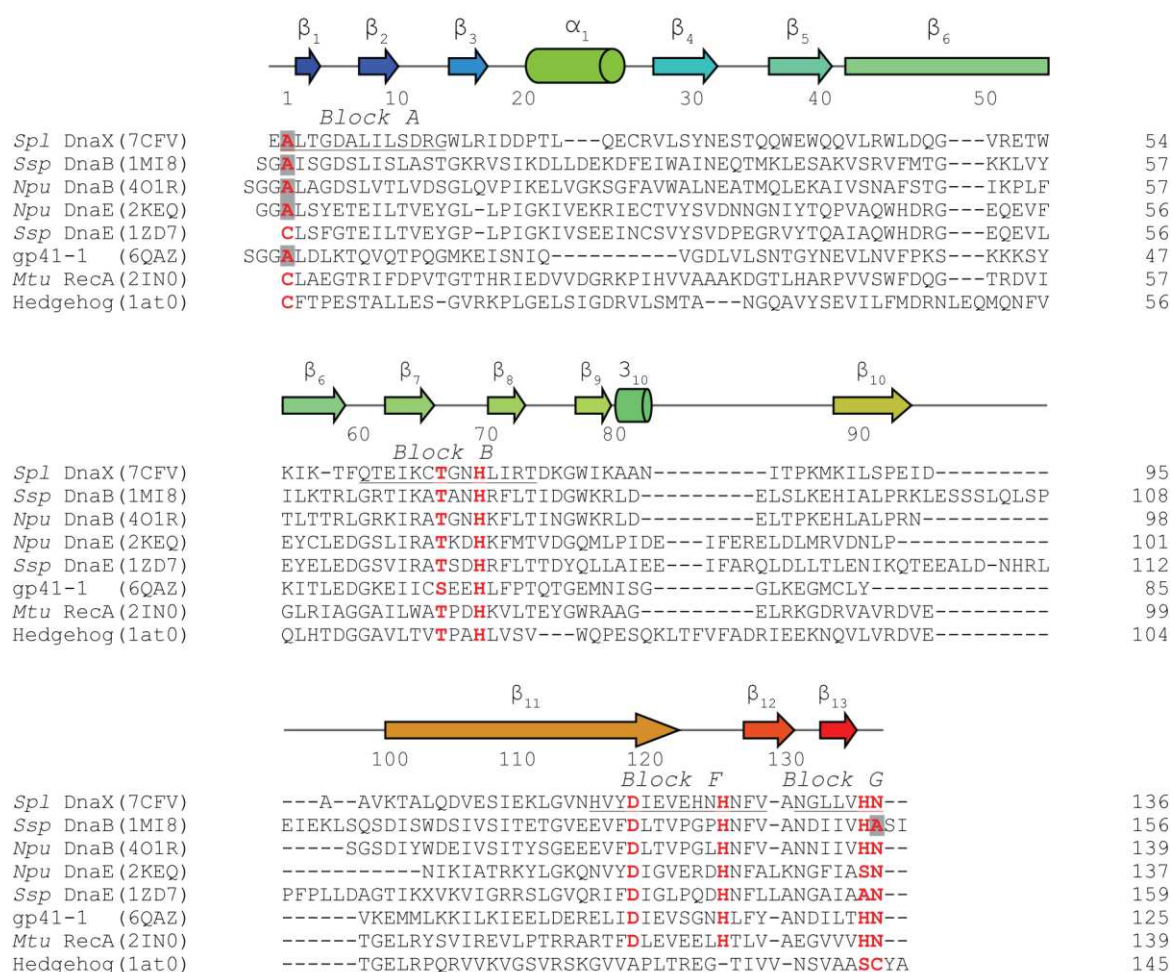 β1 β2 β3 α1 β4 β5 β6
1 10 20 30 40 50
Block A
Spl DnaX(7CFV) EALTGDALILSDRGWLRIDDPTL---QECRVLSYNESTQQWEWQQVLRWLDQG---VRETW 54
Ssp DnaB(1MI8) SGAISGDSLISLASTGKRVSIKDLLDEKDFEIWAINEQTMKLESAKVSRVFMTG---KKLVY 57
Npu DnaB(4O1R) SGGALAGDSLVTLVDSGLQVPIKELVGKSGFAVWALNEATMQLEKAIVSNAFSTG---IKPLF 57
Npu DnaE(2KEQ) GGALSYETEILTVEYGL-LPIGKIVEKRIECTVYSVDNNGNIYTQPVAQWHDRG---EQEVF 56
Ssp DnaE(1ZD7) CLSFGTEILTVEYGP-LPIGKIVSEEINCSVYSVDPEGRVYTQAIAQWHDRG---EQEVL 56
gp41-1 (6QAZ) SGGALDLKTQVQTPQGMKEISNIQ-----VGDLVLSNTGYNEVLNVFPKS---KKKSY 47
Mtu RecA(2IN0) CLAEGTRIFDPVTGTTHRIEDVVDGRKPIHVVAAAKDGTLHARPVVSWFDQG---TRDVI 57
Hedgehog(1at0) CFTPESTALLES-GVRKPLGELSIGDRVLSMTA---NGQAVYSEVILFMDRNLEQMQNFV 56
β6 β7 β8 β9 310 β10
60 70 80 90
Block B
Spl DnaX(7CFV) KIK-TFQTEIKCTGNHLIRTDKGWIKAAN---------ITPKMKILSPEID--------- 95
Ssp DnaB(1MI8) ILKTRLGRTIKATANHRFLTIDGWKRLD----------ELSLKEHIALPRKLESSSLQLSP 108
Npu DnaB(4O1R) TLTTRLGRKIRATGNHKFLTINGWKRLD----------ELTPKEHLALPRN---------- 98
Npu DnaE(2KEQ) EYCLEDGSLIRATKDHKFMTVDGQMLPIDE-----IFERELDLMRVDNLP----------- 101
Ssp DnaE(1ZD7) EYELEDGSVIRATSDHRFLTTDYQLLAIEE----IFARQLDLLTLENIKQTEEALD-NHRL 112
gp41-1 (6QAZ) KITLEDGKEIICSEEHLFPTQTGEMNISG---------GLKEGMCLY-------------- 85
Mtu RecA(2IN0) GLRIAGGAILWATPDHKVLTEYGWRAAG----------ELRKGDRVAVRDVE--------- 99
Hedgehog(1at0) QLHTDGGAVLTVTPAHLVSV---WQPESQKLTFVFADRIEEKNQVLVRDVE--------- 104
β11 β12 β13
100 110 120 130
Block F Block G
Spl DnaX(7CFV) ---A--AVKTALQDVESIEKLGVNHVYDIEVEHNHNFV-ANGLLVHN-- 136
Ssp DnaB(1MI8) EIEKLSQSDISWDSIVSITETGVEEVFDLTVPGPHNFV-ANDIIVHASI 156
Npu DnaB(4O1R) -----SGSDIYWDEIVSITYSGEEEVFDLTVPGLHNFV-ANNIIVHN-- 139
Npu DnaE(2KEQ) -----------NIKIATRKYLGKQNVYDIGVERDHNFALKNGFIASN-- 137
Ssp DnaE(1ZD7) PFPLLDAGTIKXVKVIGRRSLGVQRIFDIGLPQDHNFLLANGAIAAN-- 159
gp41-1 (6QAZ) ------VKEMMLKKILKIEELDERELIDIEVSGNHLFY-ANDILTHN-- 125
Mtu RecA(2IN0) ------TGELRYSVIREVLPTRRARTFDLEVEELHTLV-AEGVVVHN-- 139
Hedgehog(1at0) ------TGELRPQRVVKVGSVRSKGVVAPLTREG-TIVV-NSVAASCYA 145